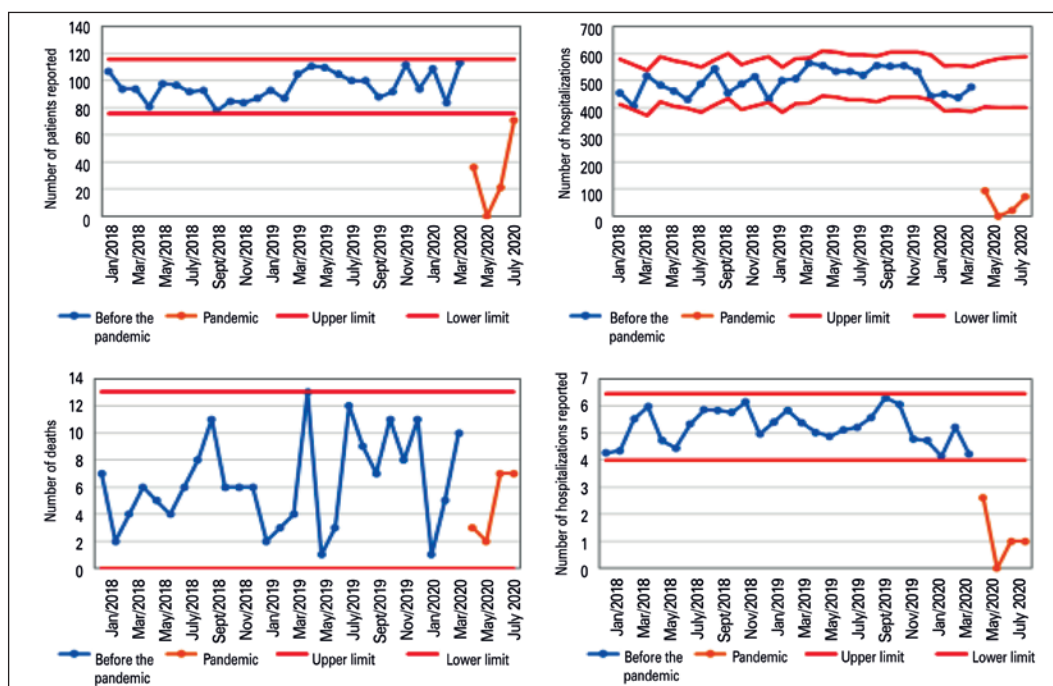 Number of patients reported
140
120
100
80
60
40
20
0
Jan/2018
Mar/2018
May/2018
July/2018
Sept/2018
Nov/2018
Jan/2019
Mar/2019
May/2019
July/2019
Sept/2019
Nov/2019
Jan/2020
Mar/2020
May/2020
July 2020
Before the
pandemic
Pandemic
Upper limit
Lower limit
Number of hospitalizations
700
600
500
400
300
200
100
0
Jan/2018
Mar/2018
May/2018
July/2018
Sept/2018
Nov/2018
Jan/2019
Mar/2019
May/2019
July/2019
Sept/2019
Nov/2019
Jan/2020
Mar/2020
May/2020
July 2020
Before the
pandemic
Pandemic
Upper limit
Lower limit
Number of deaths
14
12
10
8
6
4
2
0
Jan/2018
Mar/2018
May/2018
July/2018
Sept/2018
Nov/2018
Jan/2019
Mar/2019
May/2019
July/2019
Sept/2019
Nov/2019
Jan/2020
Mar/2020
May/2020
July 2020
Before the
pandemic
Pandemic
Upper limit
Lower limit
Number of hospitalizations reported
7
6
5
4
3
2
1
0
Jan/2018
Mar/2018
May/2018
July/2018
Sept/2018
Nov/2018
Jan/2019
Mar/2019
May/2019
July/2019
Sept/2019
Nov/2019
Jan/2020
Mar/2020
May/2020
July 2020
Before the
pandemic
Pandemic
Upper limit
Lower limit